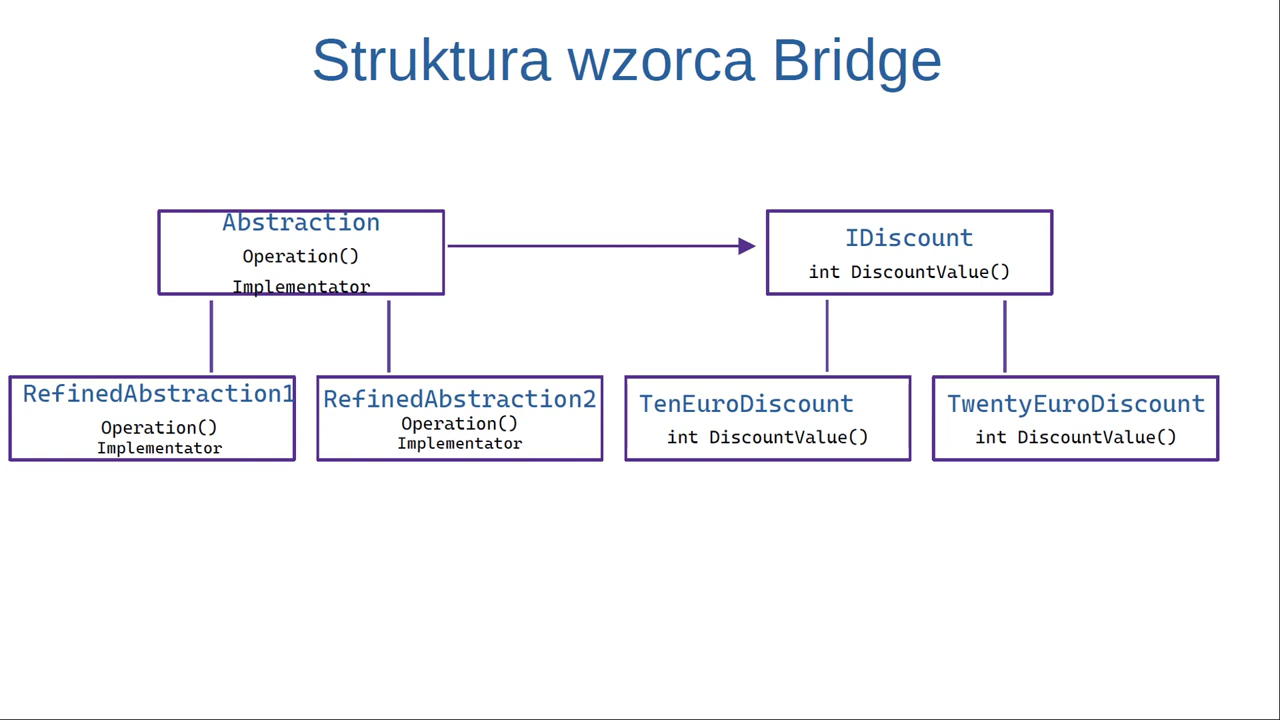 Struktura wzorca Bridge
Abstraction
Operation()
Implementator
IDiscount
int DiscountValue()
RefinedAbstraction1
Operation()
Implementator
RefinedAbstraction2
Operation()
Implementator
TenEuroDiscount
int DiscountValue()
TwentyEuroDiscount
int DiscountValue()